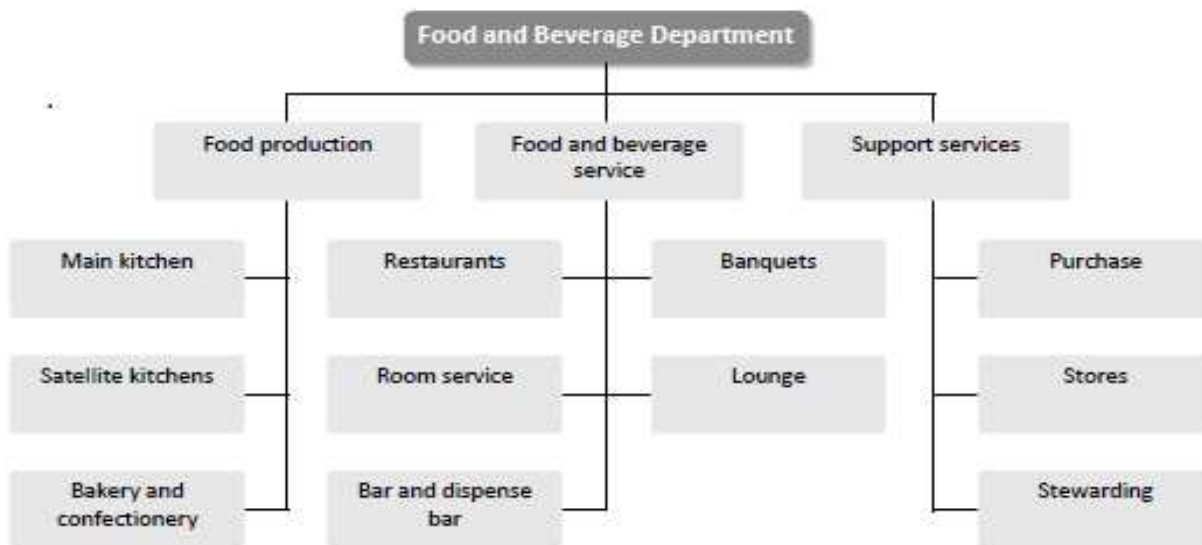 Food and Beverage Department
Food production
Food and beverage
service
Support services
Main kitchen
Restaurants
Banquets
Purchase
Satellite kitchens
Room service
Lounge
Stores
Bakery and
confectionery
Bar and dispense
bar
Stewarding